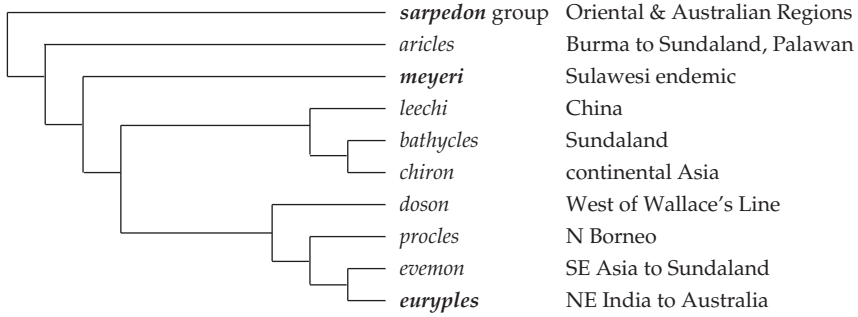 sarpedon group Oriental & Australian Regions
aricles Burma to Sundaland, Palawan
meyeri Sulawesi endemic
leechi China
bathycles Sundaland
chiron continental Asia
doson West of Wallace's Line
procles N Borneo
evemon SE Asia to Sundaland
euryples NE India to Australia